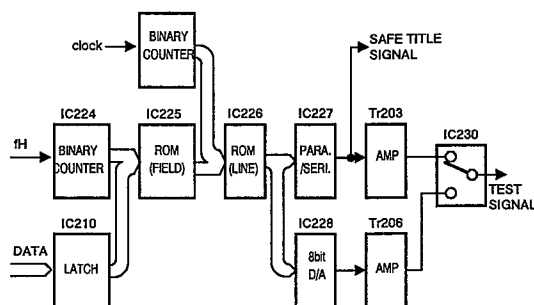 clock
BINARY
COUNTER
SAFE TITLE
SIGNAL
IC224
IC225
IC226
IC227
Tr203
IC230
fH
BINARY
COUNTER
ROM
(FIELD)
ROM
(LINE)
PARA.
/SERI.
AMP
TEST
SIGNAL
IC210
IC228
Tr206
DATA
LATCH
8bit
D/A
AMP